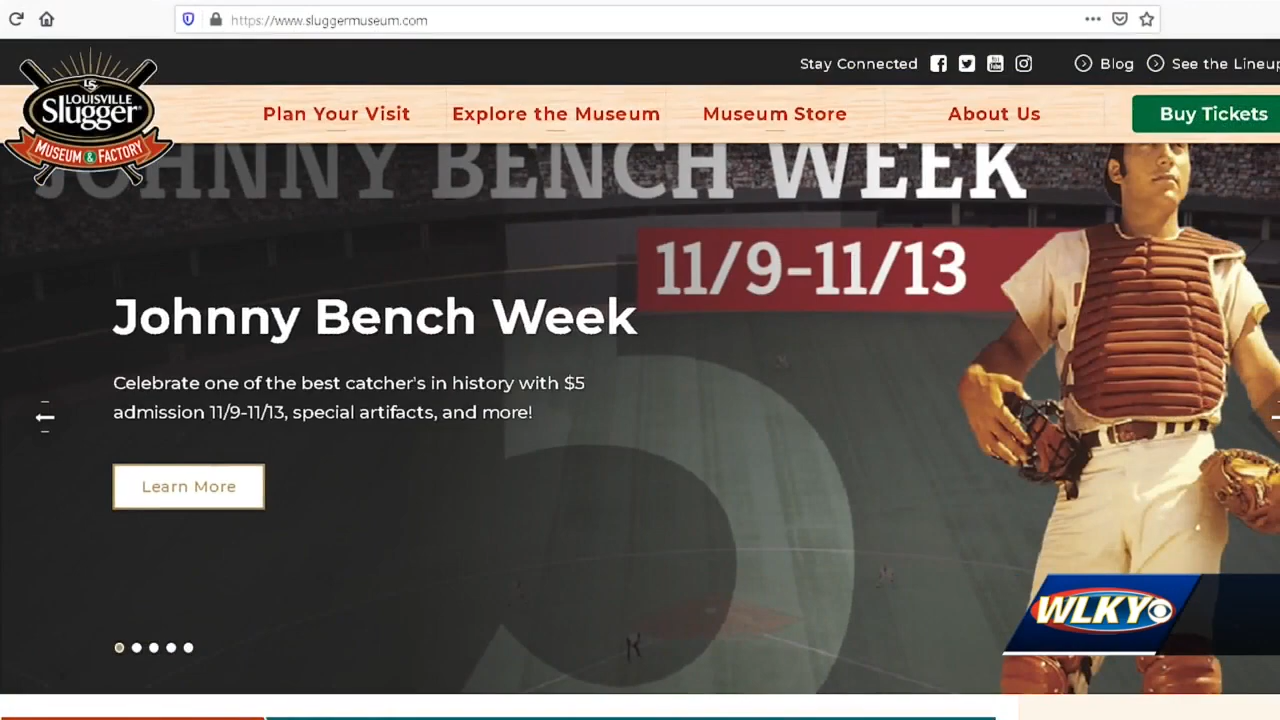 https://www.sluggermuseum.com
Stay Connected
Blog
See the Lineup
LS
LOUISVILLE
Slugger
MUSEUM & FACTORY
Plan Your Visit
Explore the Museum
Museum Store
About Us
Buy Tickets
JOHNNY BENCH WEEK
11/9-11/13
Johnny Bench Week
Celebrate one of the best catcher's in history with $5
admission 11/9-11/13, special artifacts, and more!
Learn More
5
WLKY